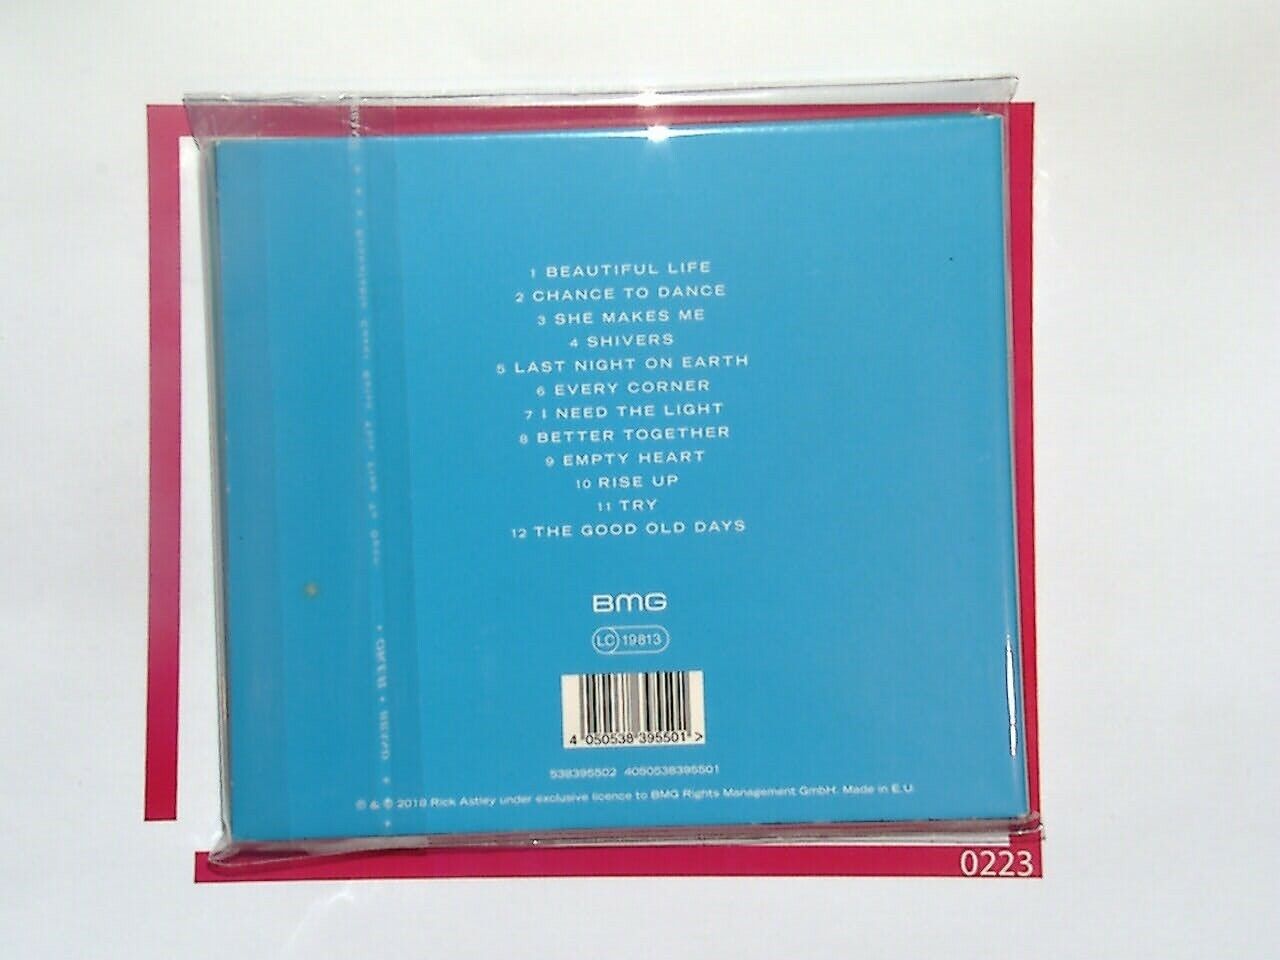 1 BEAUTIFUL LIFE
2 CHANCE TO DANCE
3 SHE MAKES ME
4 SHIVERS
5 LAST NIGHT ON EARTH
6 EVERY CORNER
7 I NEED THE LIGHT
8 BETTER TOGETHER
9 EMPTY HEART
10 RISE UP
11 TRY
12 THE GOOD OLD DAYS
BMG
LC 19813
4 050538 395501 >
538395502 4050538395501
℗ & © 2018 Rick Astley under exclusive licence to BMG Rights Management GmbH. Made in E.U.
0223